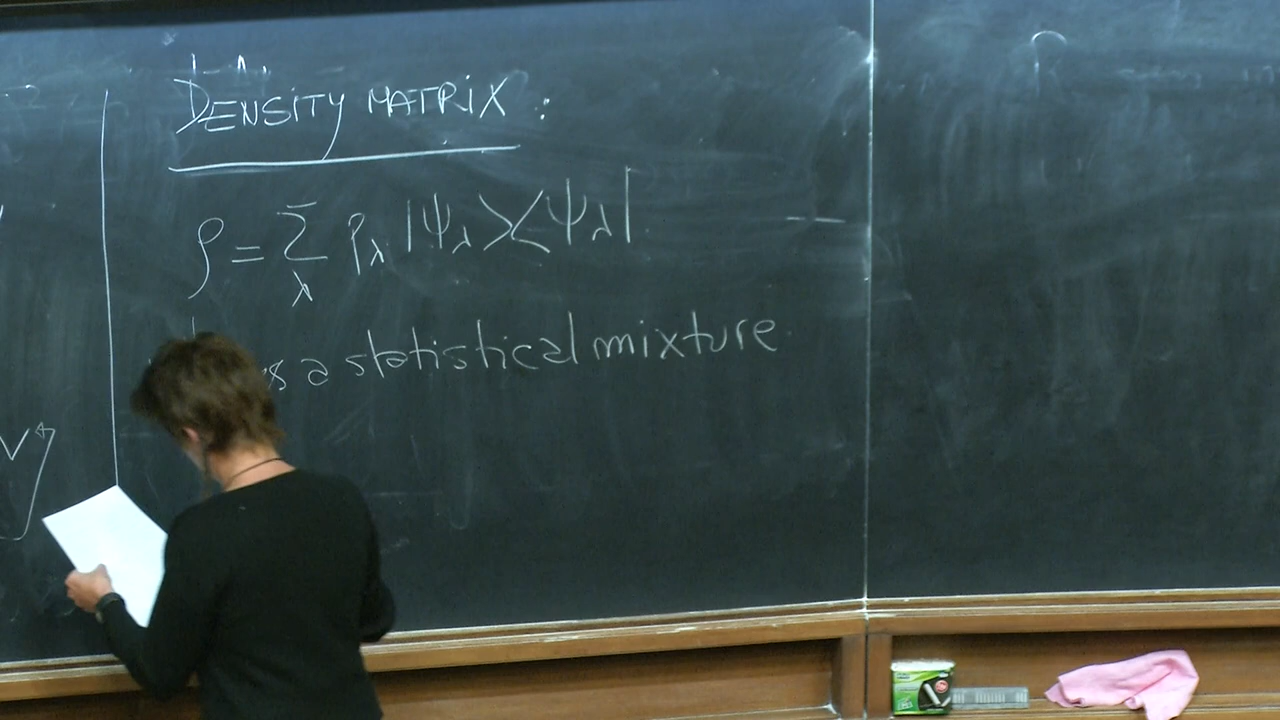 DENSITY MATRIX :
ρ = Σ_λ p_λ |ψ_λ><ψ_λ|
a statistical mixture